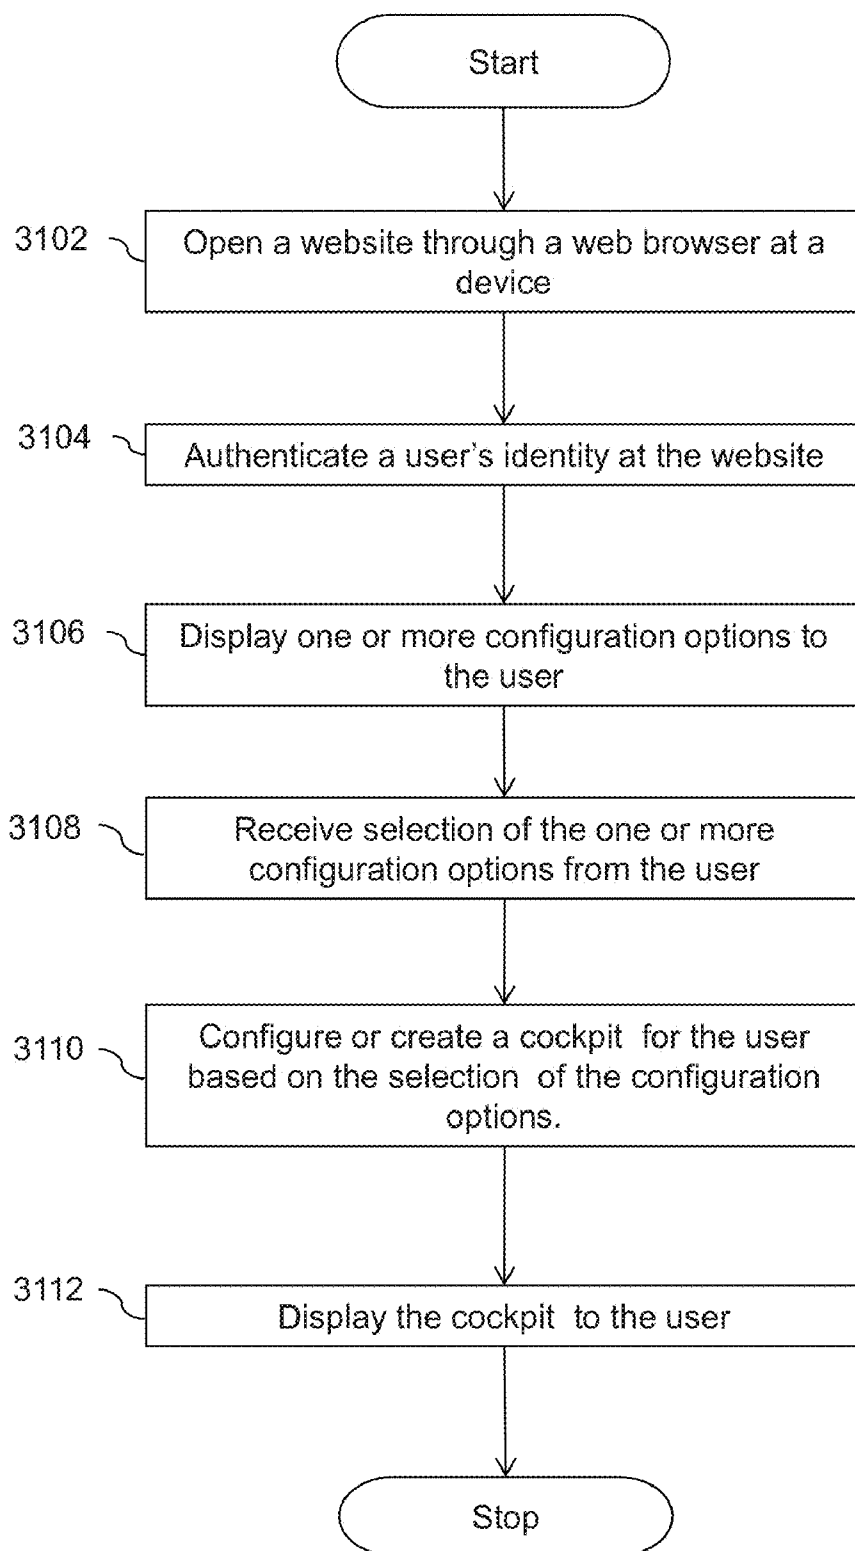 Start
3102
Open a website through a web browser at a
device
3104
Authenticate a user's identity at the website
3106
Display one or more configuration options to
the user
3108
Receive selection of the one or more
configuration options from the user
3110
Configure or create a cockpit for the user
based on the selection of the configuration
options.
3112
Display the cockpit to the user
Stop